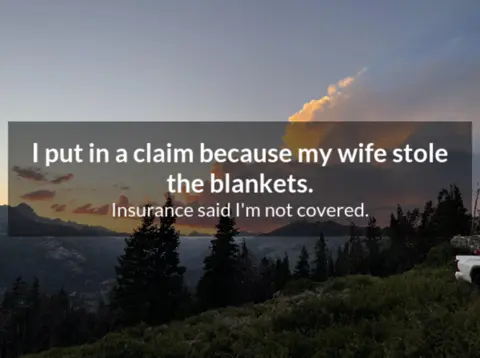 I put in a claim because my wife stole
the blankets.
Insurance said I'm not covered.